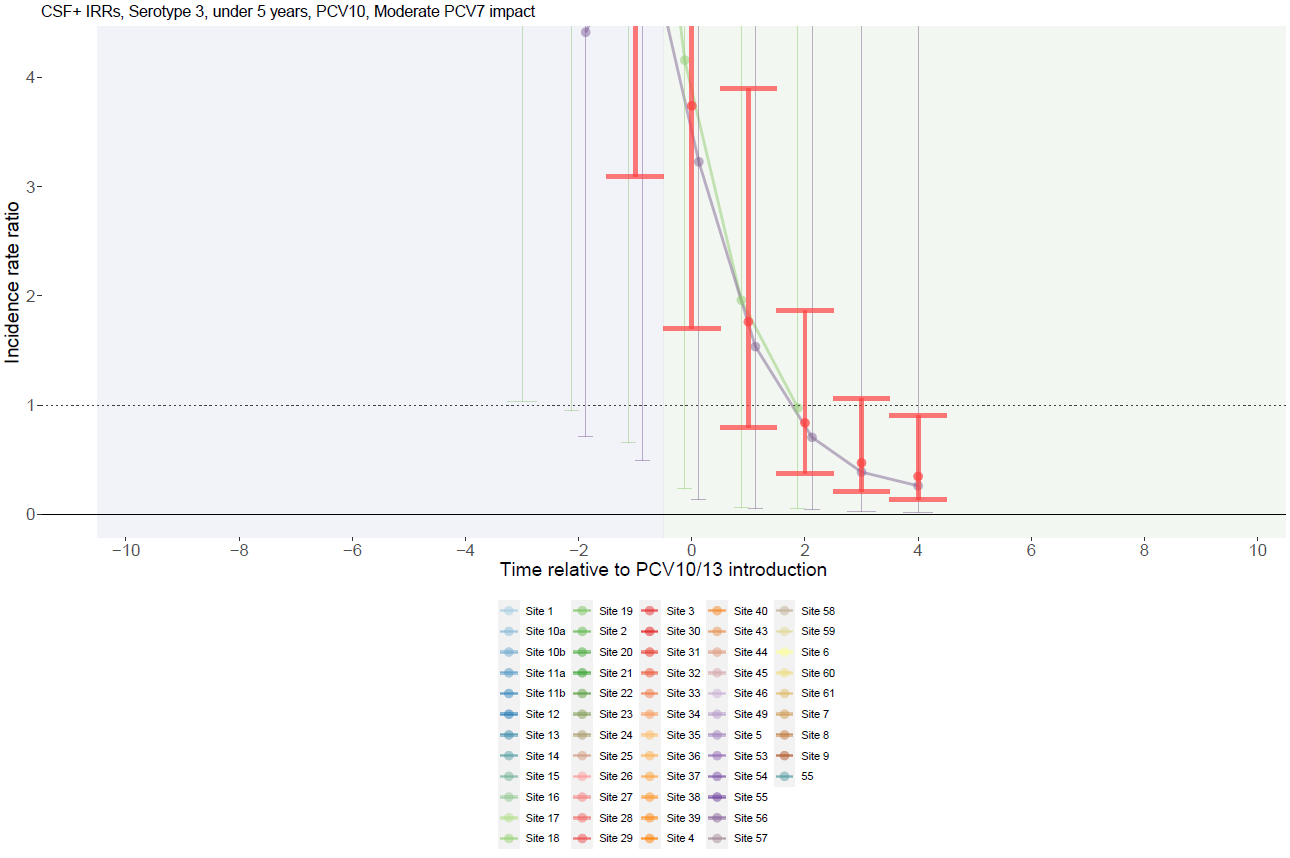 CSF+ IRRs, Serotype 3, under 5 years, PCV10, Moderate PCV7 impact
Incidence rate ratio
4
3
2
1
0
−10 −8 −6 −4 −2 0 2 4 6 8 10
Time relative to PCV10/13 introduction
Site 1 Site 19 Site 3 Site 40 Site 58
Site 10a Site 2 Site 30 Site 43 Site 59
Site 10b Site 20 Site 31 Site 44 Site 6
Site 11a Site 21 Site 32 Site 45 Site 60
Site 11b Site 22 Site 33 Site 46 Site 61
Site 12 Site 23 Site 34 Site 49 Site 7
Site 13 Site 24 Site 35 Site 5 Site 8
Site 14 Site 25 Site 36 Site 53 Site 9
Site 15 Site 26 Site 37 Site 54 55
Site 16 Site 27 Site 38 Site 55
Site 17 Site 28 Site 39 Site 56
Site 18 Site 29 Site 4 Site 57